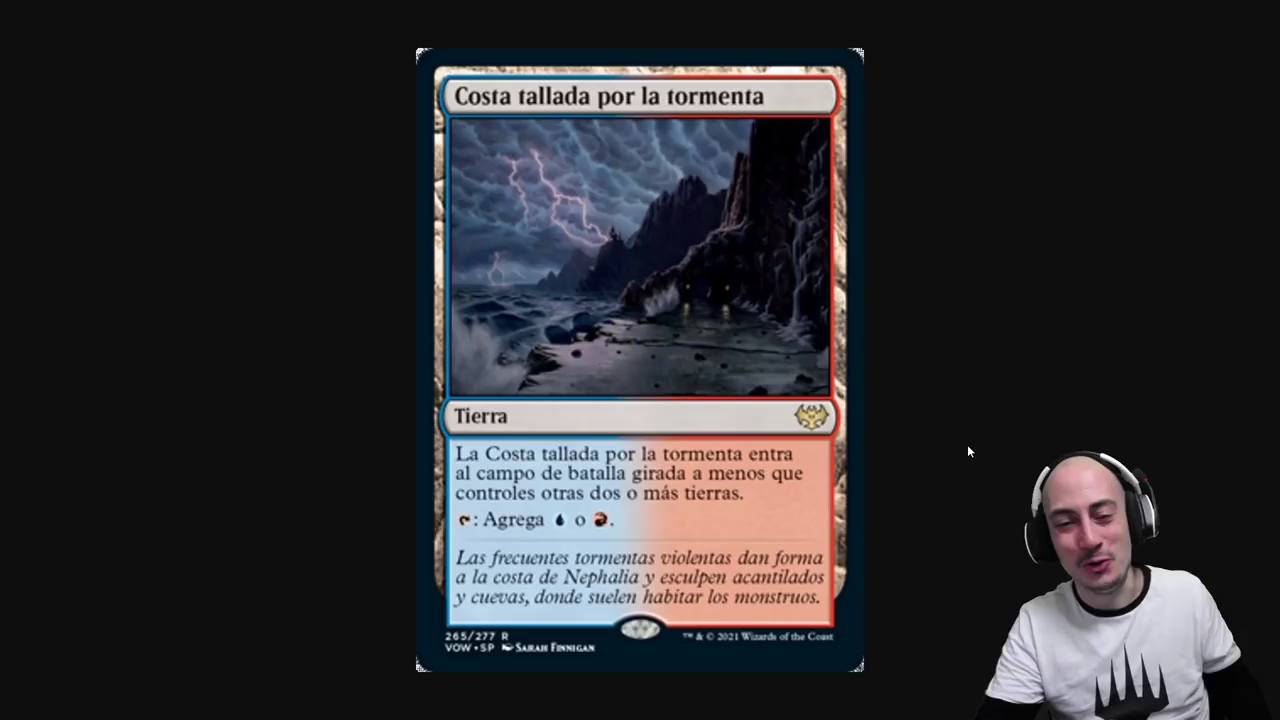 Costa tallada por la tormenta
Tierra
La Costa tallada por la tormenta entra
al campo de batalla girada a menos que
controles otras dos o más tierras.
: Agrega o .
Las frecuentes tormentas violentas dan forma
a la costa de Nephalia y esculpen acantilados
y cuevas, donde suelen habitar los monstruos.
265/277 R
VOW • SP Sarah Finnigan
™ & © 2021 Wizards of the Coast